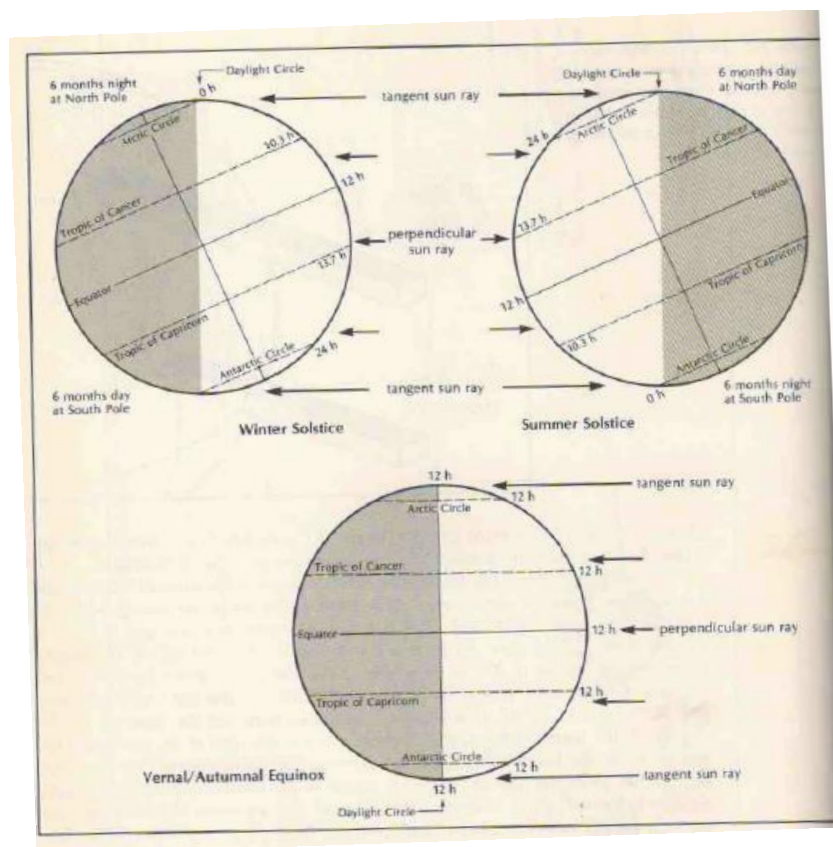 6 months night
at North Pole
Daylight Circle
0 h
tangent sun ray
Arctic Circle
10.3 h
12 h
Tropic of Cancer
perpendicular
sun ray
13.7 h
Equator
Tropic of Capricorn
Antarctic Circle
24 h
6 months day
at South Pole
tangent sun ray
Winter Solstice
Daylight Circle
6 months day
at North Pole
24 h
Arctic Circle
Tropic of Cancer
13.7 h
Equator
12 h
Tropic of Capricorn
10.3 h
Antarctic Circle
0 h
6 months night
at South Pole
Summer Solstice
12 h
tangent sun ray
12 h
Arctic Circle
Tropic of Cancer
12 h
Equator
12 h
perpendicular sun ray
12 h
Tropic of Capricorn
Antarctic Circle
12 h
tangent sun ray
Vernal/Autumnal Equinox
12 h
Daylight Circle